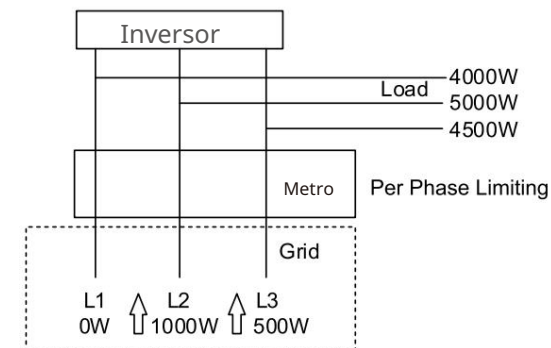 Inversor
4000W
Load
5000W
4500W
Metro
Per Phase Limiting
Grid
L1 L2 L3
0W 1000W 500W